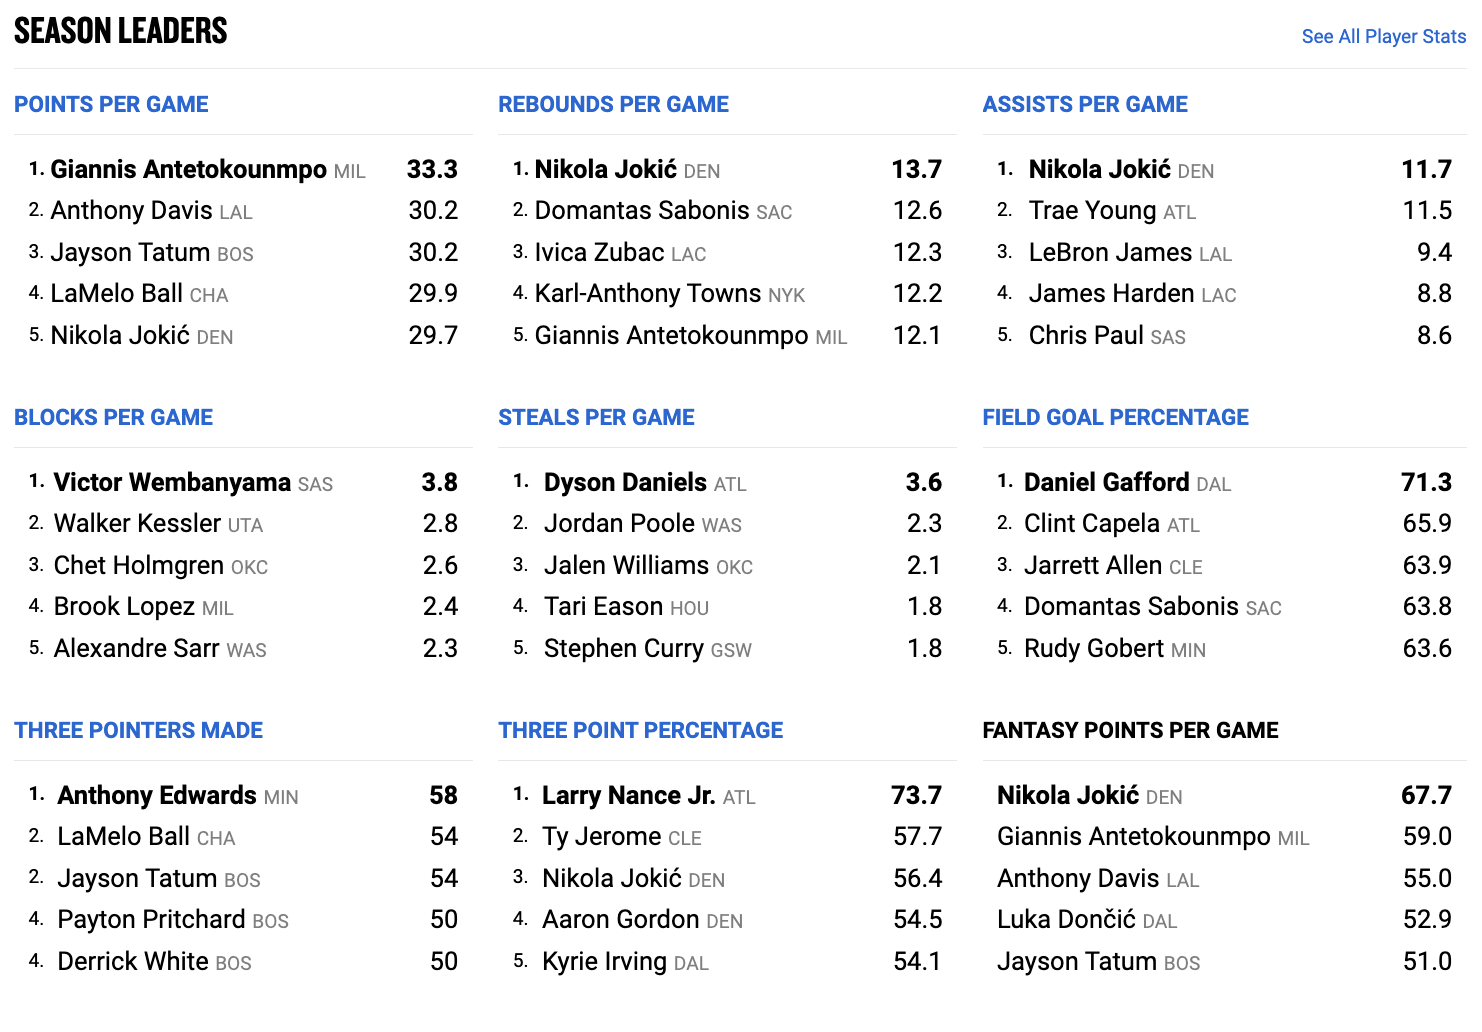 SEASON LEADERS
See All Player Stats
POINTS PER GAME
1. Giannis Antetokounmpo MIL 33.3
2. Anthony Davis LAL 30.2
3. Jayson Tatum BOS 30.2
4. LaMelo Ball CHA 29.9
5. Nikola Jokić DEN 29.7
REBOUNDS PER GAME
1. Nikola Jokić DEN 13.7
2. Domantas Sabonis SAC 12.6
3. Ivica Zubac LAC 12.3
4. Karl-Anthony Towns NYK 12.2
5. Giannis Antetokounmpo MIL 12.1
ASSISTS PER GAME
1. Nikola Jokić DEN 11.7
2. Trae Young ATL 11.5
3. LeBron James LAL 9.4
4. James Harden LAC 8.8
5. Chris Paul SAS 8.6
BLOCKS PER GAME
1. Victor Wembanyama SAS 3.8
2. Walker Kessler UTA 2.8
3. Chet Holmgren OKC 2.6
4. Brook Lopez MIL 2.4
5. Alexandre Sarr WAS 2.3
STEALS PER GAME
1. Dyson Daniels ATL 3.6
2. Jordan Poole WAS 2.3
3. Jalen Williams OKC 2.1
4. Tari Eason HOU 1.8
5. Stephen Curry GSW 1.8
FIELD GOAL PERCENTAGE
1. Daniel Gafford DAL 71.3
2. Clint Capela ATL 65.9
3. Jarrett Allen CLE 63.9
4. Domantas Sabonis SAC 63.8
5. Rudy Gobert MIN 63.6
THREE POINTERS MADE
1. Anthony Edwards MIN 58
2. LaMelo Ball CHA 54
2. Jayson Tatum BOS 54
4. Payton Pritchard BOS 50
4. Derrick White BOS 50
THREE POINT PERCENTAGE
1. Larry Nance Jr. ATL 73.7
2. Ty Jerome CLE 57.7
3. Nikola Jokić DEN 56.4
4. Aaron Gordon DEN 54.5
5. Kyrie Irving DAL 54.1
FANTASY POINTS PER GAME
Nikola Jokić DEN 67.7
Giannis Antetokounmpo MIL 59.0
Anthony Davis LAL 55.0
Luka Dončić DAL 52.9
Jayson Tatum BOS 51.0